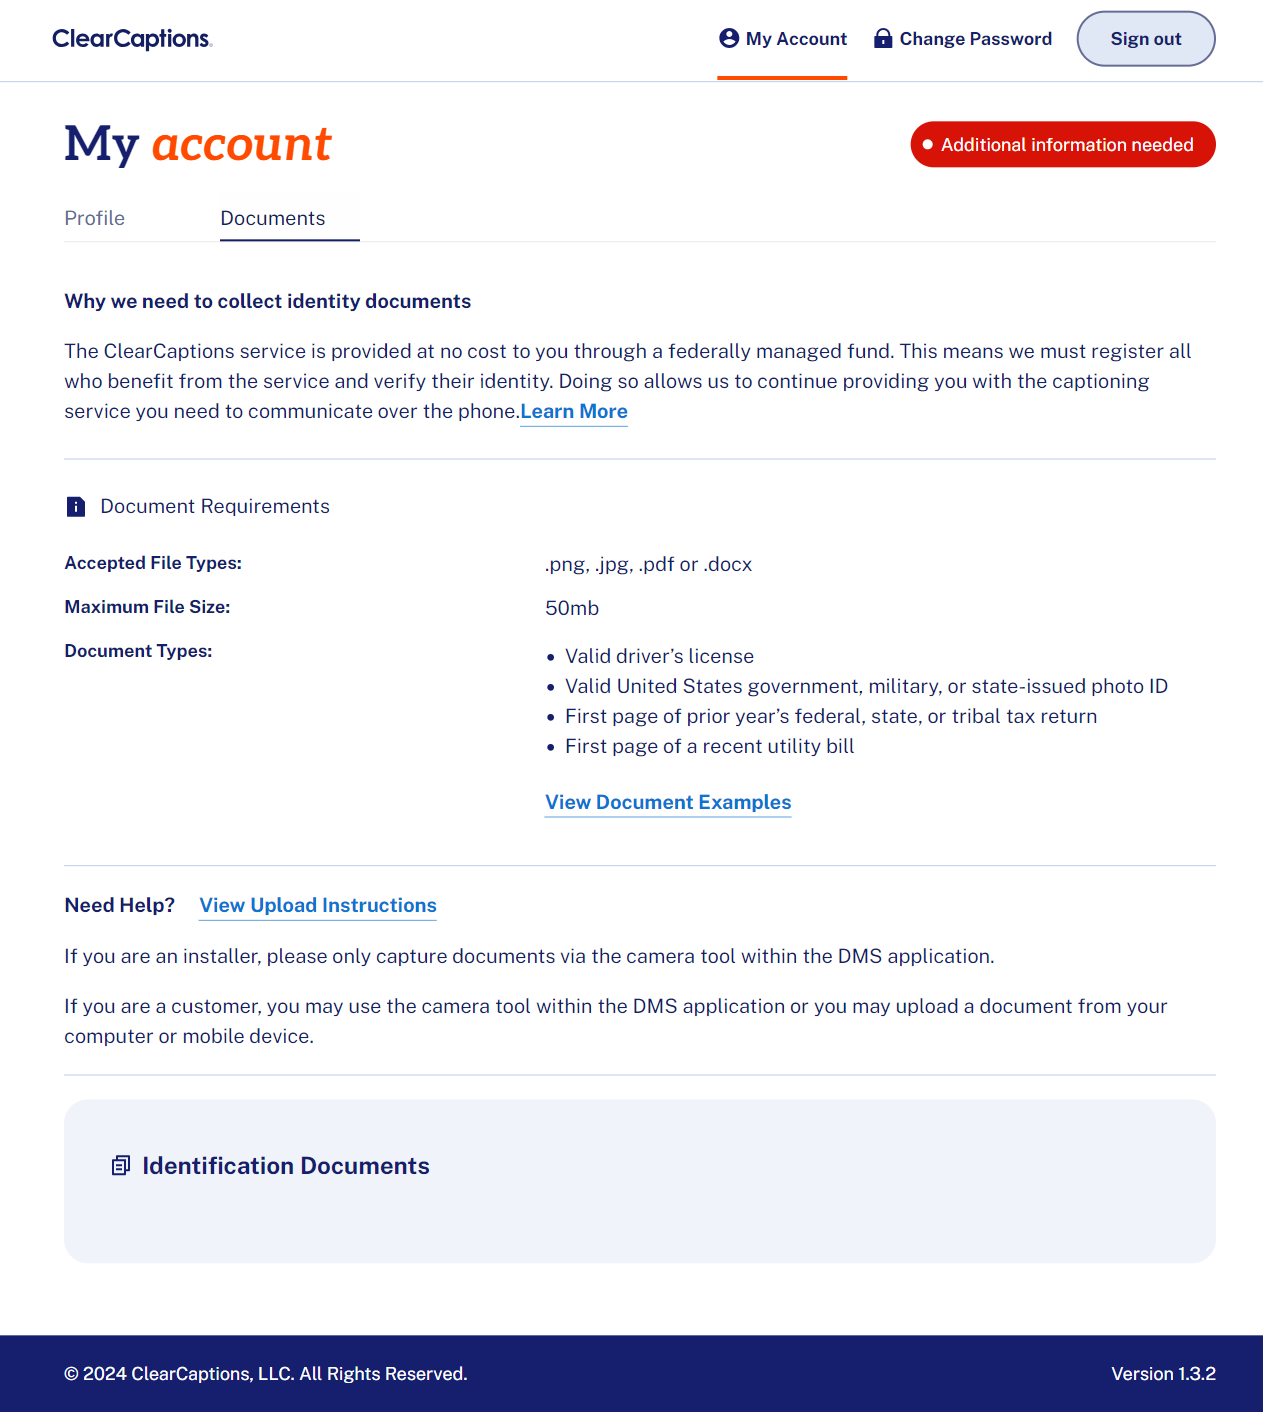 ClearCaptions.
My Account
Change Password
Sign out
My account
Additional information needed
Profile
Documents
Why we need to collect identity documents
The ClearCaptions service is provided at no cost to you through a federally managed fund. This means we must register all
who benefit from the service and verify their identity. Doing so allows us to continue providing you with the captioning
service you need to communicate over the phone.Learn More
Document Requirements
Accepted File Types:
.png, .jpg, .pdf or .docx
Maximum File Size:
50mb
Document Types:
• Valid driver’s license
• Valid United States government, military, or state-issued photo ID
• First page of prior year’s federal, state, or tribal tax return
• First page of a recent utility bill
View Document Examples
Need Help?
View Upload Instructions
If you are an installer, please only capture documents via the camera tool within the DMS application.
If you are a customer, you may use the camera tool within the DMS application or you may upload a document from your
computer or mobile device.
Identification Documents
© 2024 ClearCaptions, LLC. All Rights Reserved.
Version 1.3.2